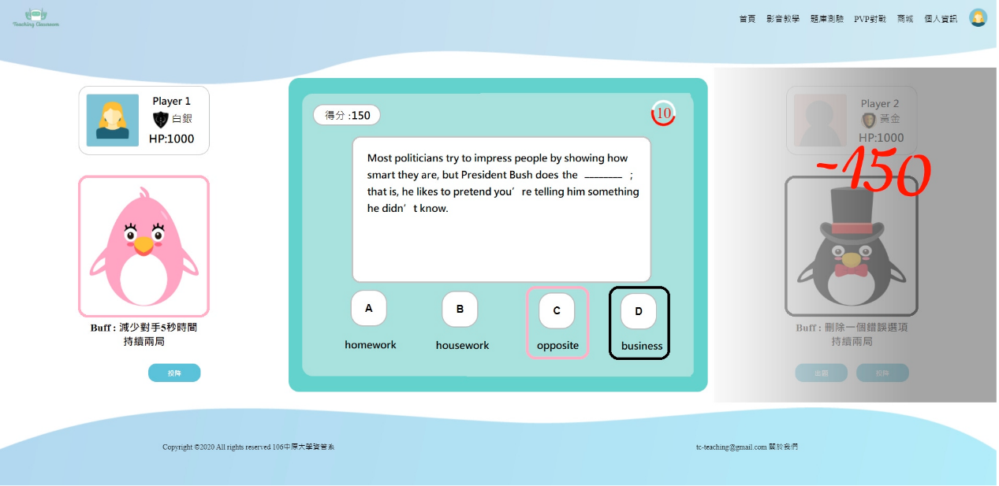 Teaching Classroom
首頁 影音教學 題庫測驗 PVP對戰 商城 個人資訊
Player 1
白銀
HP:1000
Buff : 減少對手5秒時間
持續兩局
投降
得分 :150
10
Most politicians try to impress people by showing how
smart they are, but President Bush does the ________ ;
that is, he likes to pretend you’re telling him something
he didn’t know.
A
B
C
D
homework
housework
opposite
business
Player 2
黃金
HP:1000
-150
Buff : 刪除一個錯誤選項
持續兩局
出題
投降
Copyright ©2020 All rights reserved 106中原大學資管系
tc-teaching@gmail.com 關於我們